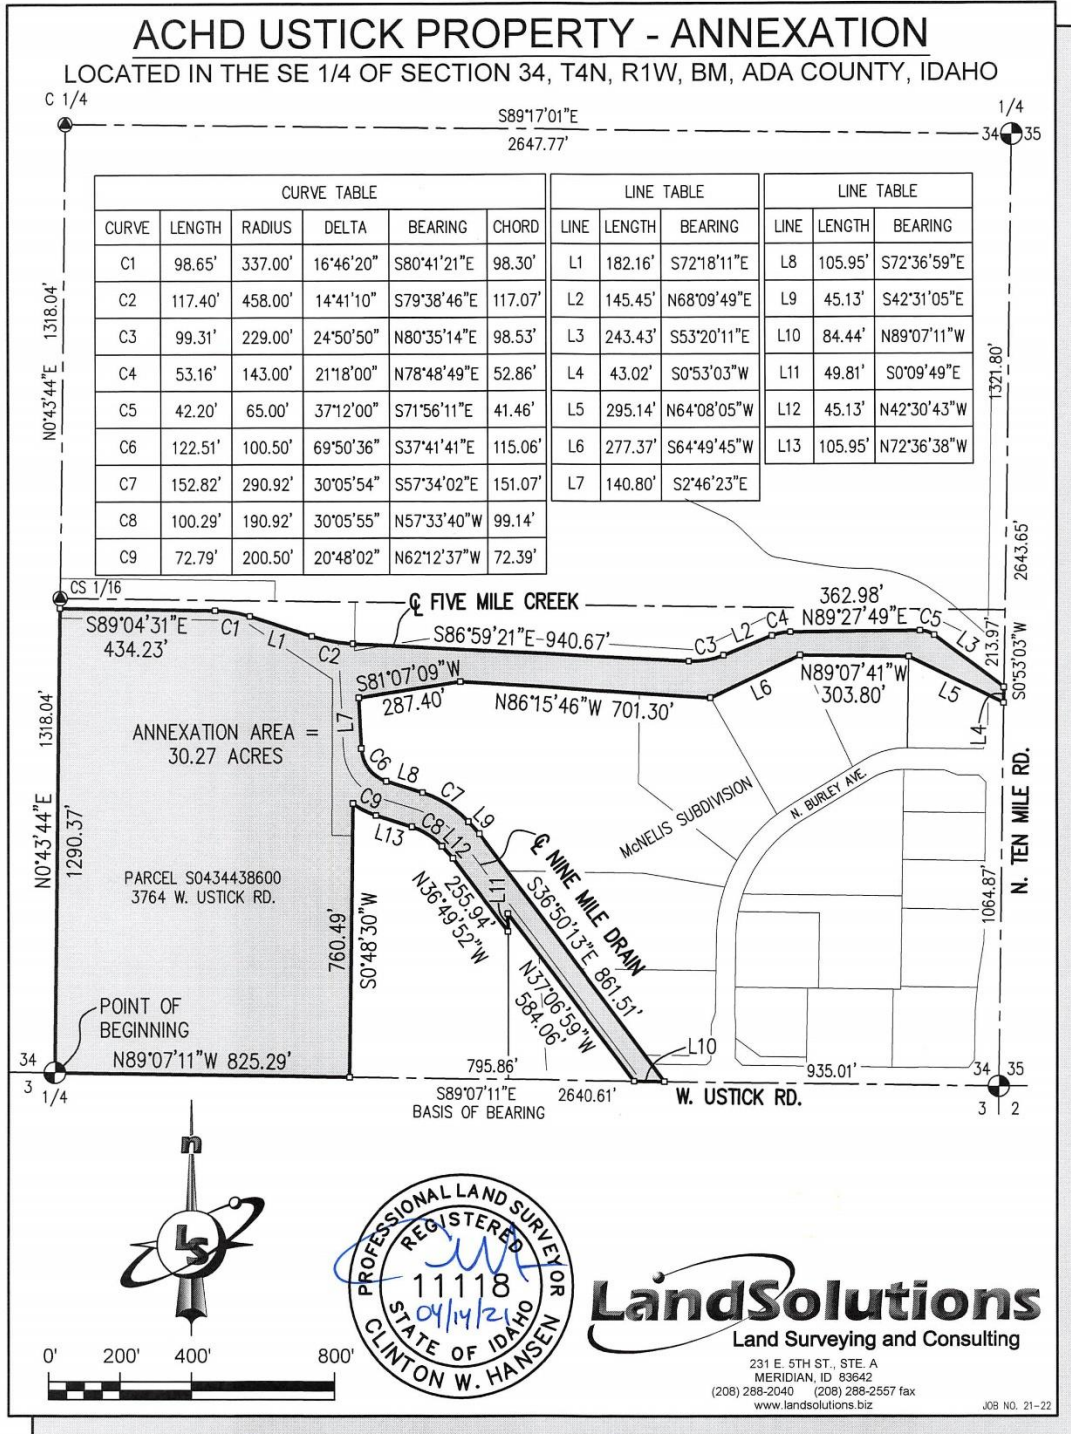 ACHD USTICK PROPERTY - ANNEXATION
LOCATED IN THE SE 1/4 OF SECTION 34, T4N, R1W, BM, ADA COUNTY, IDAHO
C 1/4
S89°17'01"E
2647.77'
1/4
34 35
CURVE TABLE
CURVE LENGTH RADIUS DELTA BEARING CHORD
C1 98.65' 337.00' 16°46'20" S80°41'21"E 98.30'
C2 117.40' 458.00' 14°41'10" S79°38'46"E 117.07'
C3 99.31' 229.00' 24°50'50" N80°35'14"E 98.53'
C4 53.16' 143.00' 21°18'00" N78°48'49"E 52.86'
C5 42.20' 65.00' 37°12'00" S71°56'11"E 41.46'
C6 122.51' 100.50' 69°50'36" S37°41'41"E 115.06'
C7 152.82' 290.92' 30°05'54" S57°34'02"E 151.07'
C8 100.29' 190.92' 30°05'55" N57°33'40"W 99.14'
C9 72.79' 200.50' 20°48'02" N62°12'37"W 72.39'
LINE TABLE
LINE LENGTH BEARING
L1 182.16' S72°18'11"E
L2 145.45' N68°09'49"E
L3 243.43' S53°20'11"E
L4 43.02' S0°53'03"W
L5 295.14' N64°08'05"W
L6 277.37' S64°49'45"W
L7 140.80' S2°46'23"E
LINE TABLE
LINE LENGTH BEARING
L8 105.95' S72°36'59"E
L9 45.13' S42°31'05"E
L10 84.44' N89°07'11"W
L11 49.81' S0°09'49"E
L12 45.13' N42°30'43"W
L13 105.95' N72°36'38"W
N0°43'44"E 1318.04'
1321.80'
2643.65'
S0°53'03"W
213.97'
CS 1/16
℄ FIVE MILE CREEK
362.98'
N89°27'49"E
S89°04'31"E
434.23'
C1
L1
C2
S86°59'21"E-940.67'
C3
L2
C4
C5
L3
S81°07'09"W
287.40'
N86°15'46"W 701.30'
L6
N89°07'41"W
303.80'
L5
L4
L7
1318.04'
N0°43'44"E
1290.37'
ANNEXATION AREA =
30.27 ACRES
C6
L8
C7
L9
C9
L13
C8
L12
L11
McNELIS SUBDIVISION
N. BURLEY AVE.
N. TEN MILE RD.
1064.87'
PARCEL S0434438600
3764 W. USTICK RD.
760.49'
S0°48'30"W
255.94'
N36°49'52"W
℄ NINE MILE DRAIN
S36°50'13"E 861.51'
N37°06'59"W
584.06'
POINT OF
BEGINNING
N89°07'11"W 825.29'
34
3 1/4
795.86'
L10
935.01'
34 35
3 2
S89°07'11"E 2640.61'
BASIS OF BEARING
W. USTICK RD.
n
LS
0' 200' 400' 800'
PROFESSIONAL LAND SURVEYOR
REGISTERED
11118
04/14/21
STATE OF IDAHO
CLINTON W. HANSEN
LandSolutions
Land Surveying and Consulting
231 E. 5TH ST., STE. A
MERIDIAN, ID 83642
(208) 288-2040 (208) 288-2557 fax
www.landsolutions.biz
JOB NO. 21-22